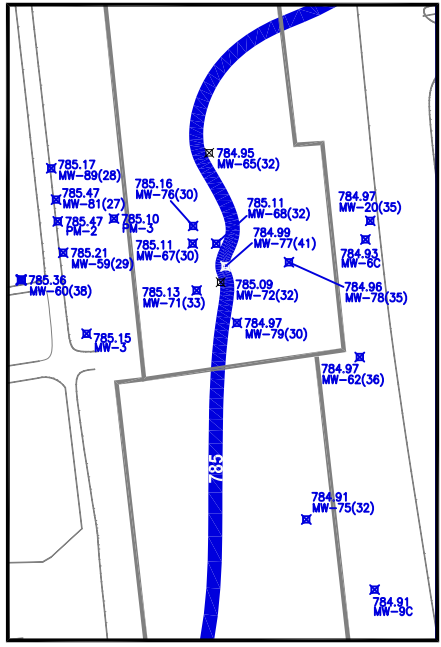 784.95
MW-65(32)
785.17
MW-89(28)
785.16
MW-76(30)
785.47
MW-81(27)
784.97
MW-20(35)
785.11
MW-68(32)
785.47
PM-2
785.10
PM-3
784.99
MW-77(41)
785.11
MW-67(30)
784.93
MW-6C
785.21
MW-59(29)
785.36
MW-60(38)
785.13
MW-71(33)
785.09
MW-72(32)
784.96
MW-78(35)
784.97
MW-79(30)
785.15
MW-3
784.97
MW-62(36)
785
784.91
MW-75(32)
784.91
MW-9C